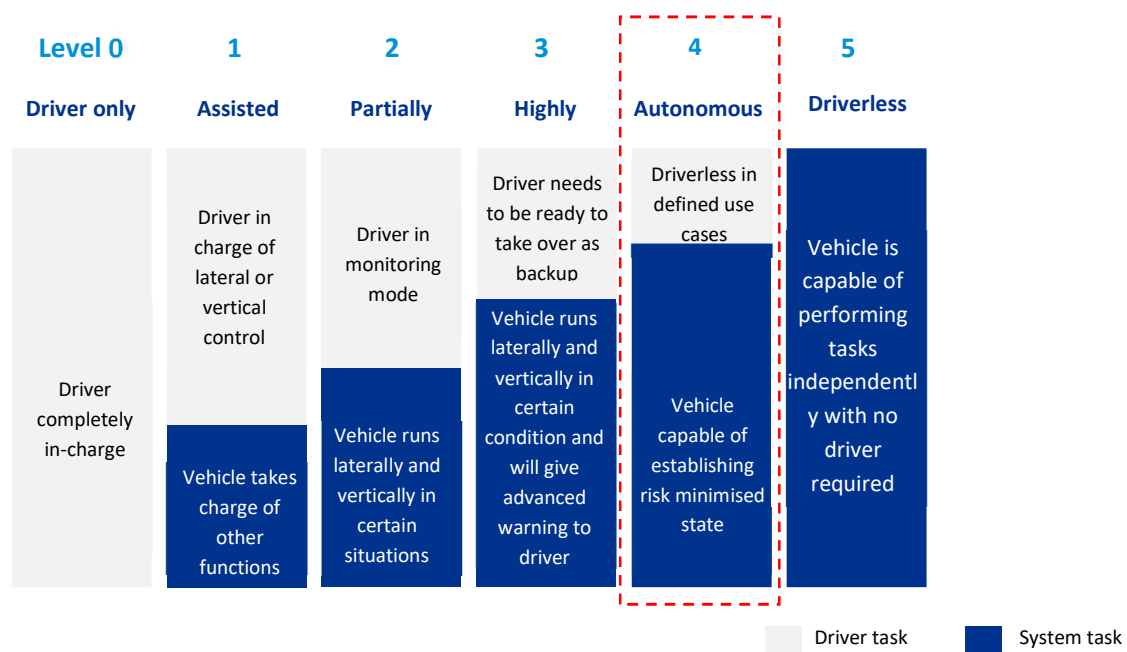 Level 0
Driver only
Driver
completely
in-charge
1
Assisted
Driver in
charge of
lateral or
vertical
control
Vehicle takes
charge of
other
functions
2
Partially
Driver in
monitoring
mode
Vehicle runs
laterally and
vertically in
certain
situations
3
Highly
Driver needs
to be ready to
take over as
backup
Vehicle runs
laterally and
vertically in
certain
condition and
will give
advanced
warning to
driver
4
Autonomous
Driverless in
defined use
cases
Vehicle
capable of
establishing
risk minimised
state
5
Driverless
Vehicle is
capable of
performing
tasks
independentl
y with no
driver
required
Driver task
System task